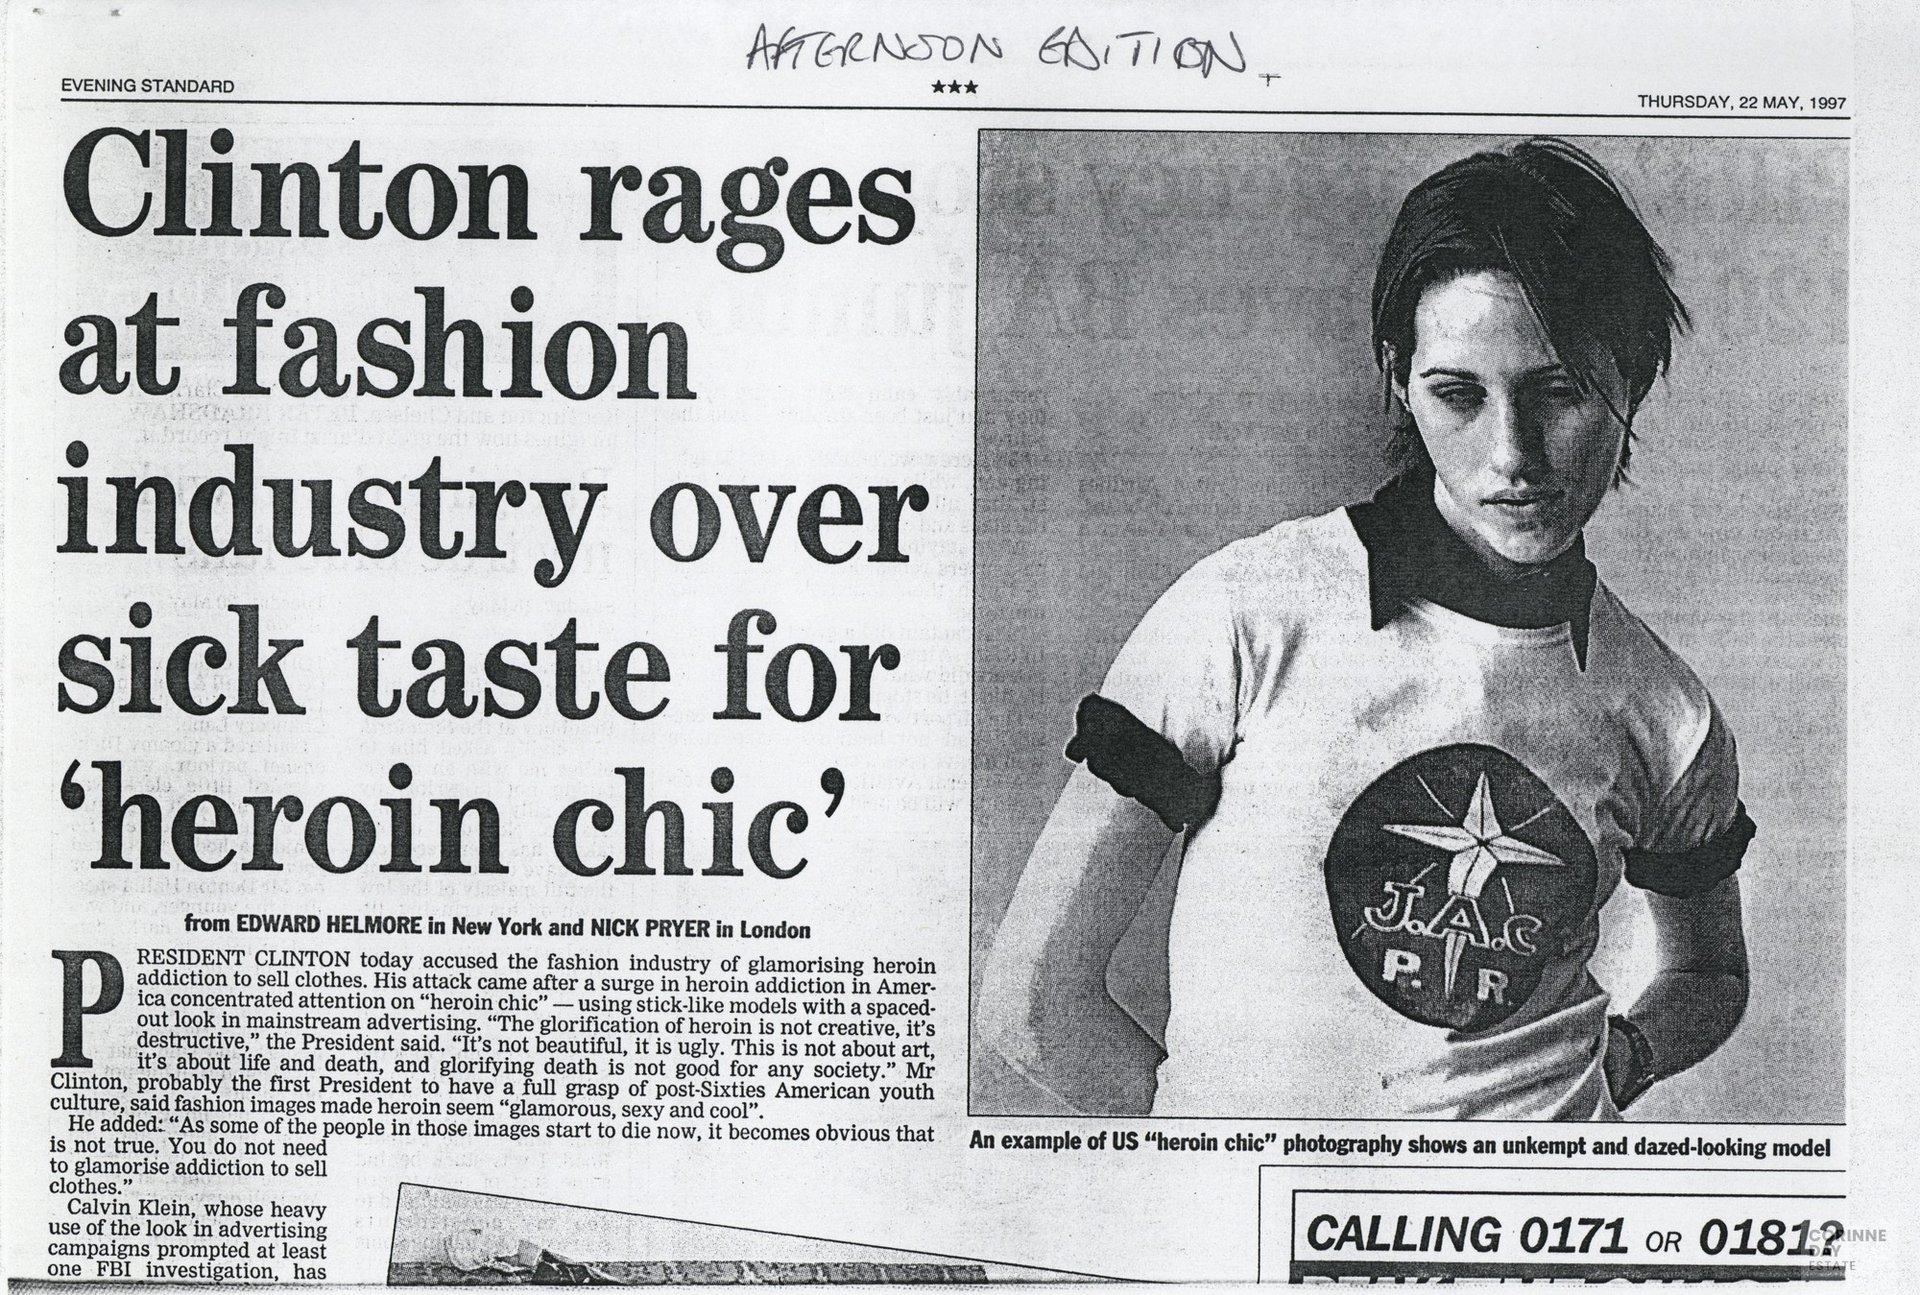 AFTERNOON EDITION
EVENING STANDARD
★★★
THURSDAY, 22 MAY, 1997
Clinton rages
at fashion
industry over
sick taste for
‘heroin chic’
from EDWARD HELMORE in New York and NICK PRYER in London
PRESIDENT CLINTON today accused the fashion industry of glamorising heroin
addiction to sell clothes. His attack came after a surge in heroin addiction in Amer-
ica concentrated attention on “heroin chic” — using stick-like models with a spaced-
out look in mainstream advertising. “The glorification of heroin is not creative, it’s
destructive,” the President said. “It’s not beautiful, it is ugly. This is not about art,
it’s about life and death, and glorifying death is not good for any society.” Mr
Clinton, probably the first President to have a full grasp of post-Sixties American youth
culture, said fashion images made heroin seem “glamorous, sexy and cool”.
He added: “As some of the people in those images start to die now, it becomes obvious that
is not true. You do not need
to glamorise addiction to sell
clothes.”
Calvin Klein, whose heavy
use of the look in advertising
campaigns prompted at least
one FBI investigation, has
J.A.C
P. R.
An example of US “heroin chic” photography shows an unkempt and dazed-looking model
CALLING 0171 OR 0181?
CORINNE
DAY
ESTATE